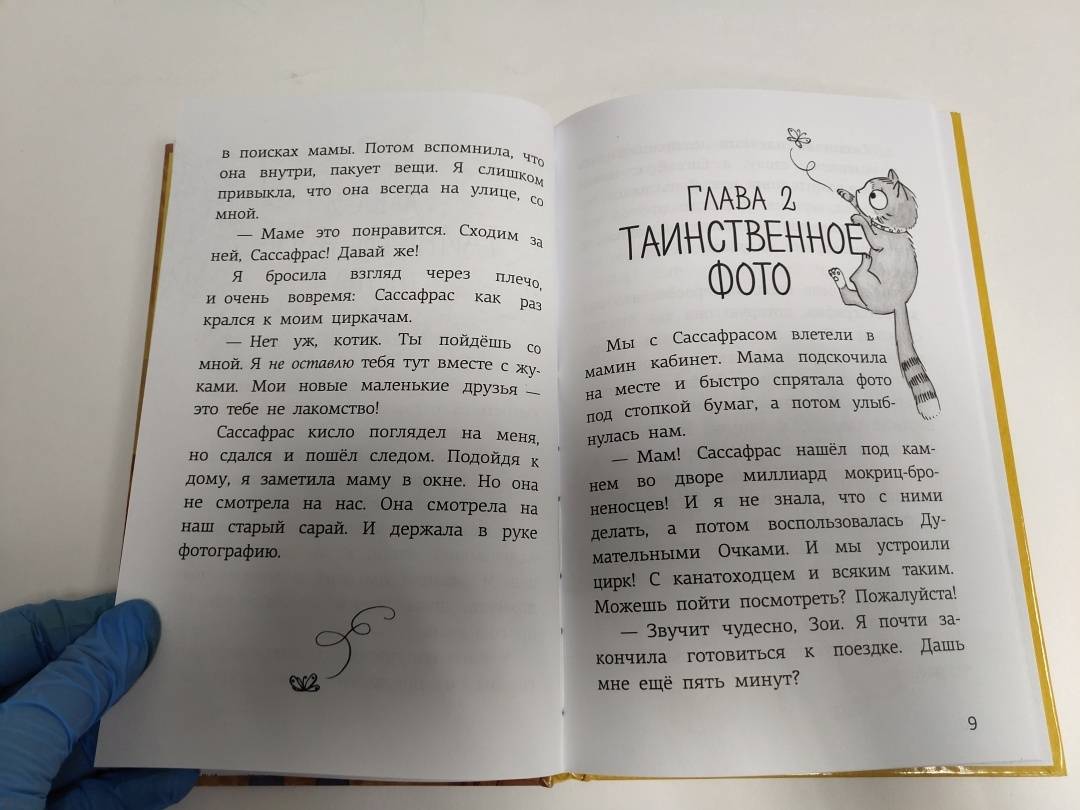 в поисках мамы. Потом вспомнила, что
она внутри, пакует вещи. Я слишком
привыкла, что она всегда на улице, со
мной.
— Маме это понравится. Сходим за
ней, Сассафрас! Давай же!
Я бросила взгляд через плечо,
и очень вовремя: Сассафрас как раз
крался к моим циркачам.
— Нет уж, котик. Ты пойдёшь со
мной. Я не оставлю тебя тут вместе с жу-
ками. Мои новые маленькие друзья —
это тебе не лакомство!
Сассафрас кисло поглядел на меня,
но сдался и пошёл следом. Подойдя к
дому, я заметила маму в окне. Но она
не смотрела на нас. Она смотрела на
наш старый сарай. И держала в руке
фотографию.
ГЛАВА 2
ТАИНСТВЕННОЕ
ФОТО
Мы с Сассафрасом влетели в
мамин кабинет. Мама подскочила
на месте и быстро спрятала фото
под стопкой бумаг, а потом улыб-
нулась нам.
— Мам! Сассафрас нашёл под кам-
нем во дворе миллиард мокриц-бро-
неносцев! И я не знала, что с ними
делать, а потом воспользовалась Ду-
мательными Очками. И мы устроили
цирк! С канатоходцем и всяким таким.
Можешь пойти посмотреть? Пожалуйста!
— Звучит чудесно, Зои. Я почти за-
кончила готовиться к поездке. Дашь
мне ещё пять минут?
9